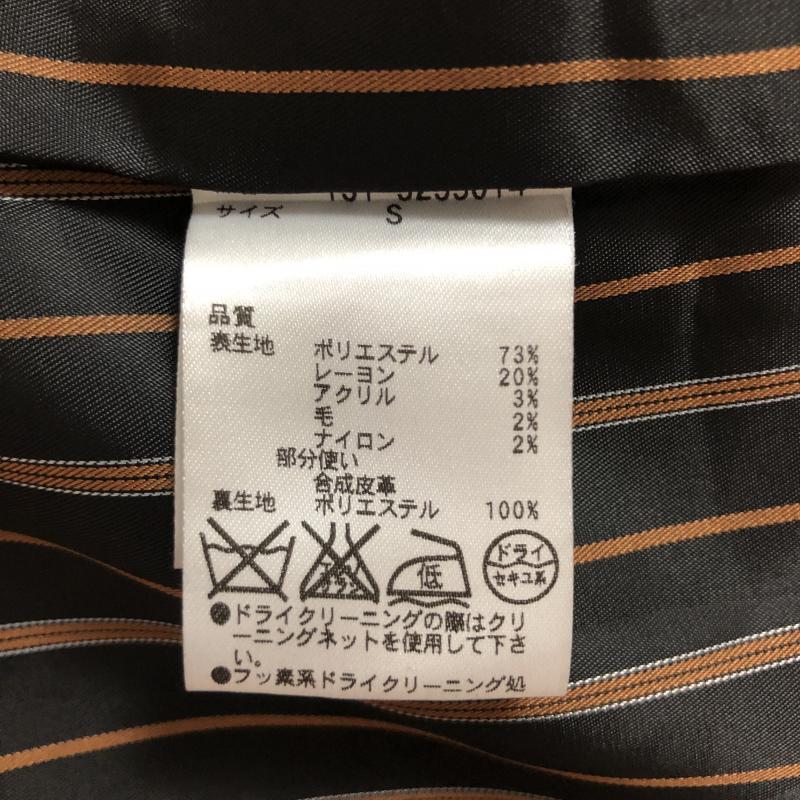 サイズ S
品質
表生地 ポリエステル 73%
レーヨン 20%
アクリル 3%
毛 2%
ナイロン 2%
部分使い
合成皮革
裏生地 ポリエステル 100%
低
ドライ
セキユ系
●ドライクリーニングの際はクリ
ーニングネットを使用して下さ
い。
●フッ素系ドライクリーニング処